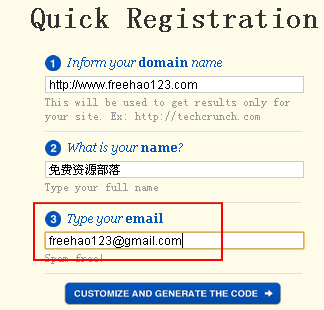 Quick Registration
1 Inform your domain name
http://www.freehao123.com
This will be used to get results only for
your site. Ex: http://techcrunch.com
2 What is your name?
免费资源部落
Type your full name
3 Type your email
freehao123@gmail.com
Spam free!
CUSTOMIZE AND GENERATE THE CODE